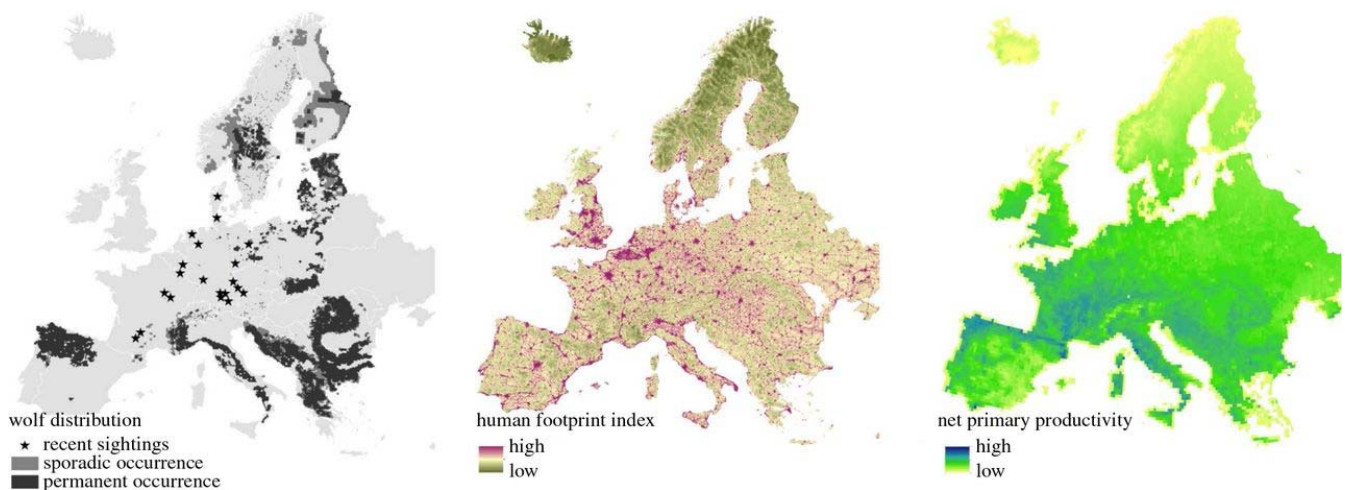 wolf distribution
recent sightings
sporadic occurrence
permanent occurrence
human footprint index
high
low
net primary productivity
high
low